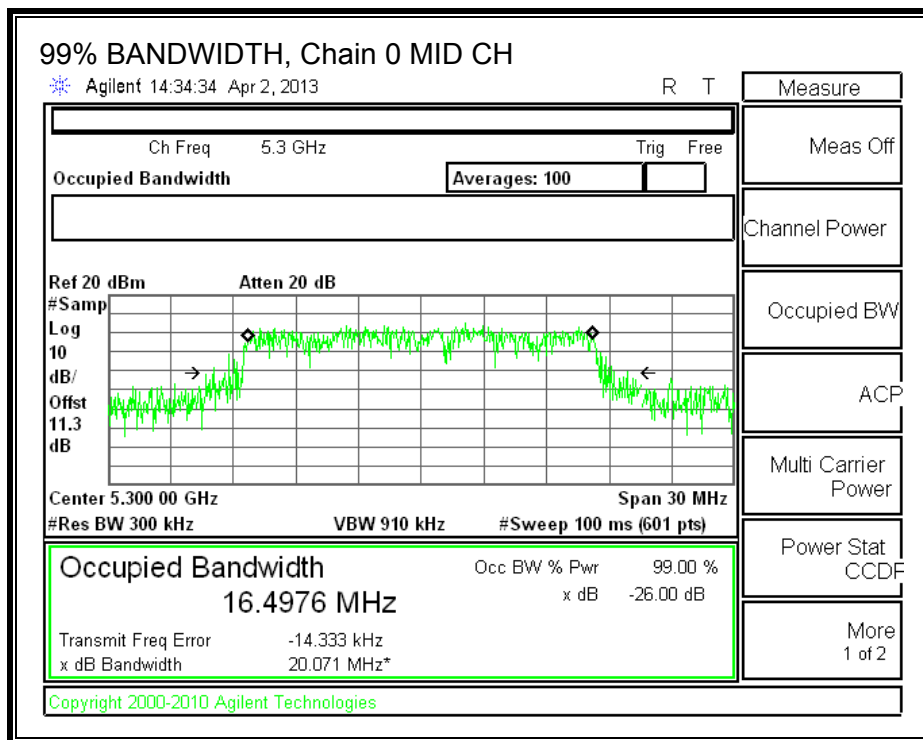 99% BANDWIDTH, Chain 0 MID CH
Agilent 14:34:34 Apr 2, 2013 R T
Measure
Ch Freq 5.3 GHz Trig Free
Meas Off
Occupied Bandwidth Averages: 100
Channel Power
Ref 20 dBm Atten 20 dB
#Samp
Log
10
dB/
Offst
11.3
dB
Occupied BW
ACP
Center 5.300 00 GHz Span 30 MHz
#Res BW 300 kHz VBW 910 kHz #Sweep 100 ms (601 pts)
Multi Carrier
Power
Occupied Bandwidth
16.4976 MHz
Occ BW % Pwr 99.00 %
x dB -26.00 dB
Transmit Freq Error -14.333 kHz
x dB Bandwidth 20.071 MHz*
Power Stat
CCDF
More
1 of 2
Copyright 2000-2010 Agilent Technologies